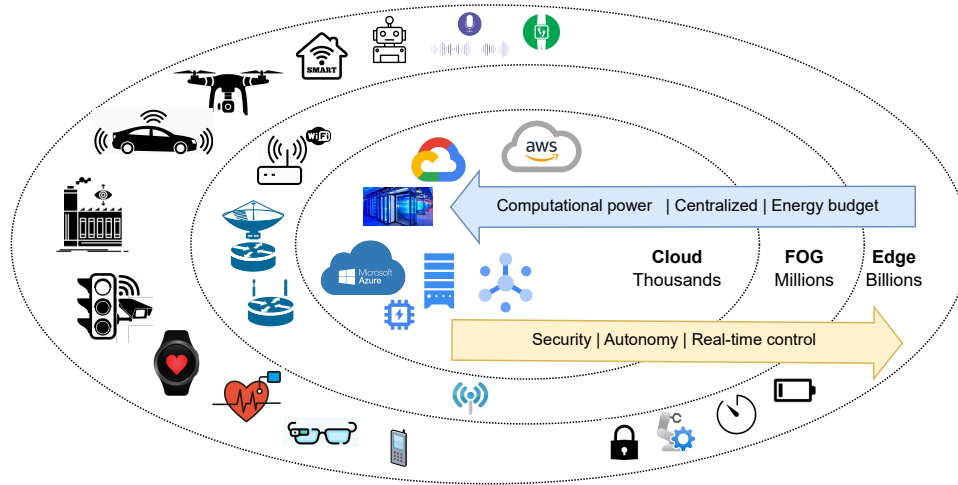 SMART
WiFi
aws
Computational power | Centralized | Energy budget
Cloud
Thousands
FOG
Millions
Edge
Billions
Microsoft
Azure
Security | Autonomy | Real-time control